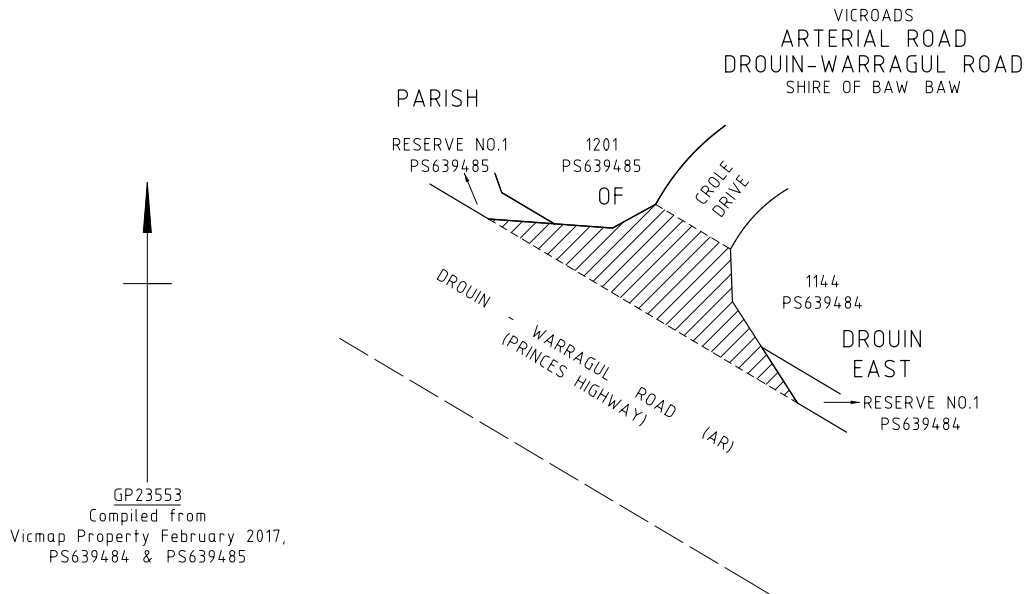 VICROADS
ARTERIAL ROAD
DROUIN-WARRAGUL ROAD
SHIRE OF BAW BAW
PARISH
RESERVE NO.1
PS639485
1201
PS639485
OF
CROLE
DRIVE
1144
PS639484
DROUIN
EAST
RESERVE NO.1
PS639484
DROUIN - WARRAGUL ROAD (AR)
(PRINCES HIGHWAY)
GP23553
Compiled from
Vicmap Property February 2017,
PS639484 & PS639485